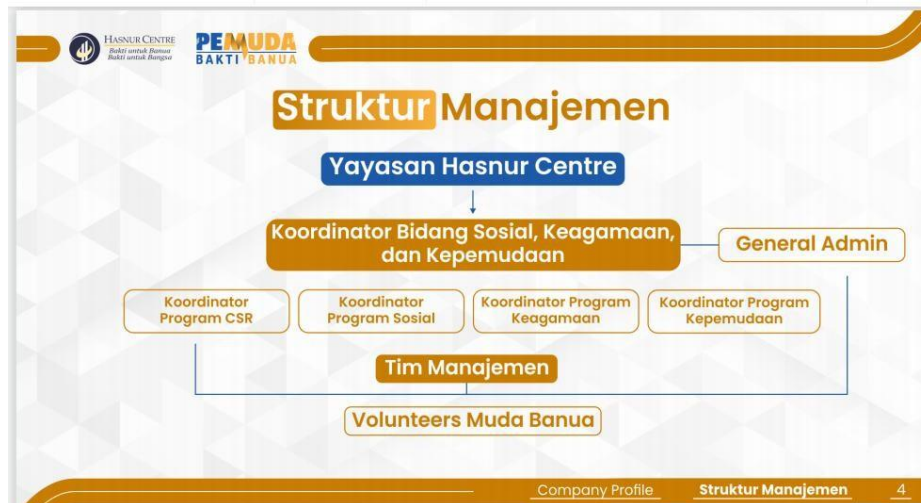 HASNUR CENTRE
Bakti untuk Banua
Bakti untuk Bangsa
PEMUDA
BAKTI BANUA
Struktur Manajemen
Yayasan Hasnur Centre
Koordinator Bidang Sosial, Keagamaan,
dan Kepemudaan
General Admin
Koordinator
Program CSR
Koordinator
Program Sosial
Koordinator Program
Keagamaan
Koordinator Program
Kepemudaan
Tim Manajemen
Volunteers Muda Banua
Company Profile
Struktur Manajemen
4